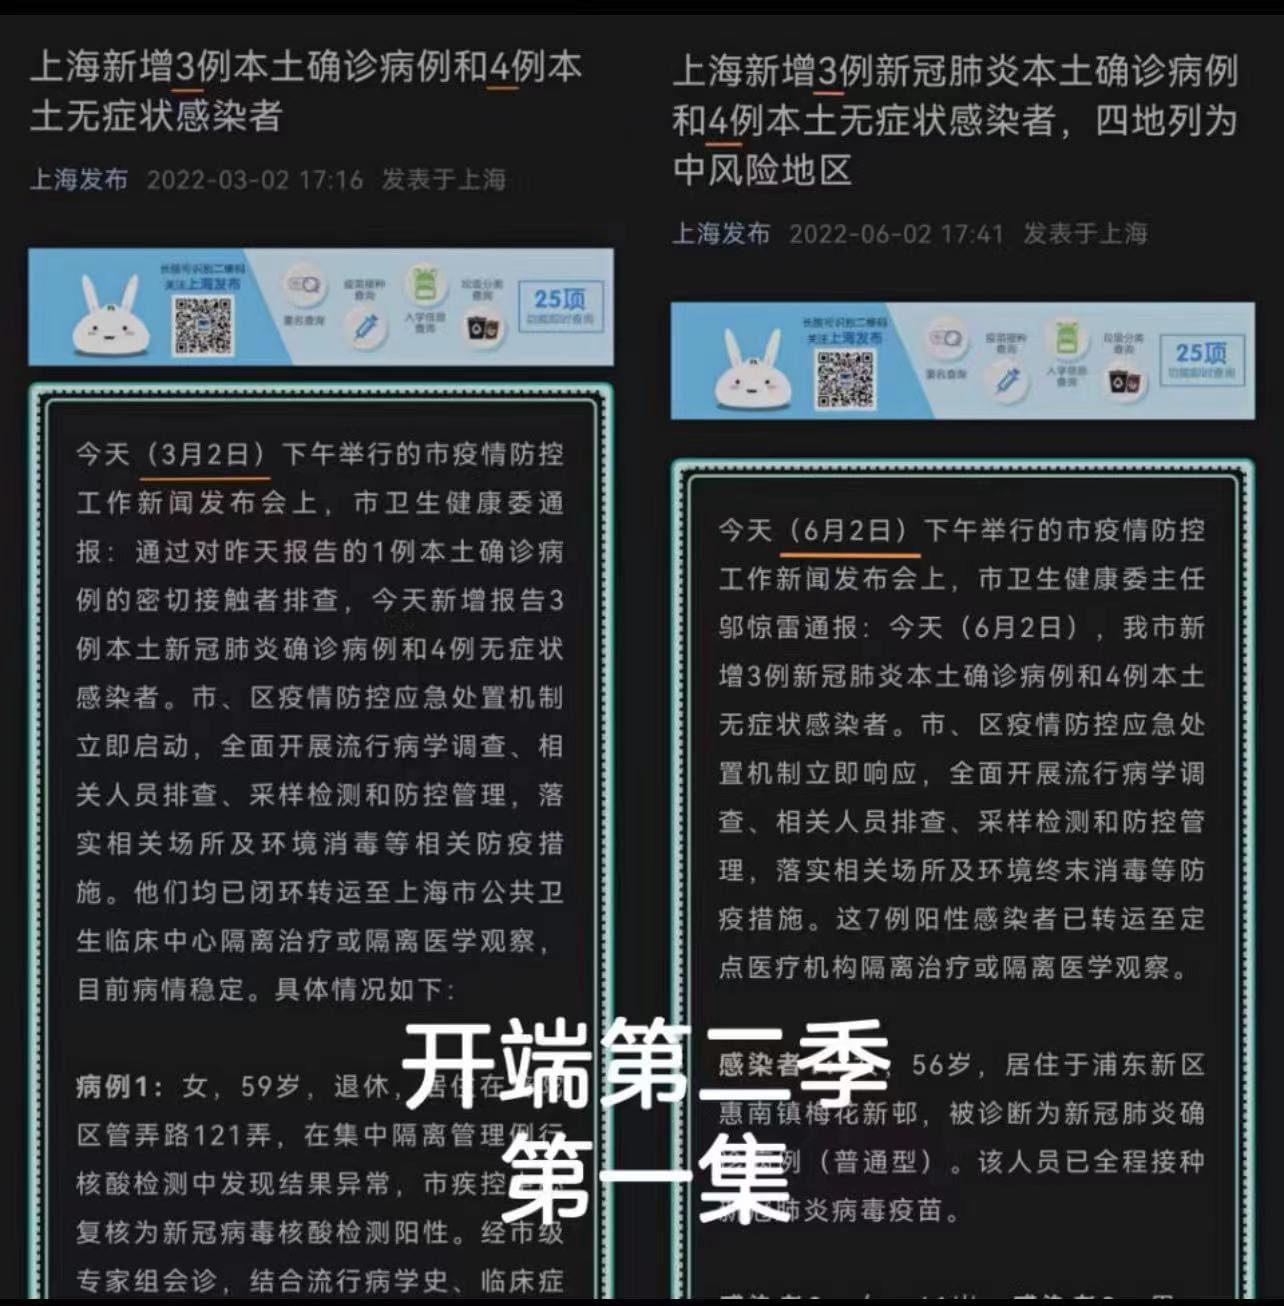 上海新增3例本土确诊病例和4例本
土无症状感染者
上海发布 2022-03-02 17:16 发表于上海
长按可识别二维码
关注上海发布
重名查询
疫苗接种
查询
入学信息
查询
垃圾分类
查询
25项
功能即时查询
今天（3月2日）下午举行的市疫情防控
工作新闻发布会上，市卫生健康委通
报：通过对昨天报告的1例本土确诊病
例的密切接触者排查，今天新增报告3
例本土新冠肺炎确诊病例和4例无症状
感染者。市、区疫情防控应急处置机制
立即启动，全面开展流行病学调查、相
关人员排查、采样检测和防控管理，落
实相关场所及环境消毒等相关防疫措
施。他们均已闭环转运至上海市公共卫
生临床中心隔离治疗或隔离医学观察，
目前病情稳定。具体情况如下：
病例1：女，59岁，退休，居住在
区管弄路121弄，在集中隔离管理例行
核酸检测中发现结果异常，市疾控
复核为新冠病毒核酸检测阳性。经市级
专家组会诊，结合流行病学史、临床症
上海新增3例新冠肺炎本土确诊病例
和4例本土无症状感染者，四地列为
中风险地区
上海发布 2022-06-02 17:41 发表于上海
长按可识别二维码
关注上海发布
重名查询
疫苗接种
查询
入学信息
查询
垃圾分类
查询
25项
功能即时查询
今天（6月2日）下午举行的市疫情防控
工作新闻发布会上，市卫生健康委主任
邬惊雷通报：今天（6月2日），我市新
增3例新冠肺炎本土确诊病例和4例本土
无症状感染者。市、区疫情防控应急处
置机制立即响应，全面开展流行病学调
查、相关人员排查、采样检测和防控管
理，落实相关场所及环境终末消毒等防
疫措施。这7例阳性感染者已转运至定
点医疗机构隔离治疗或隔离医学观察。
感染者 ，56岁，居住于浦东新区
惠南镇梅花新邨，被诊断为新冠肺炎确
例（普通型）。该人员已全程接种
新冠肺炎病毒疫苗。
开端第二季
第一集